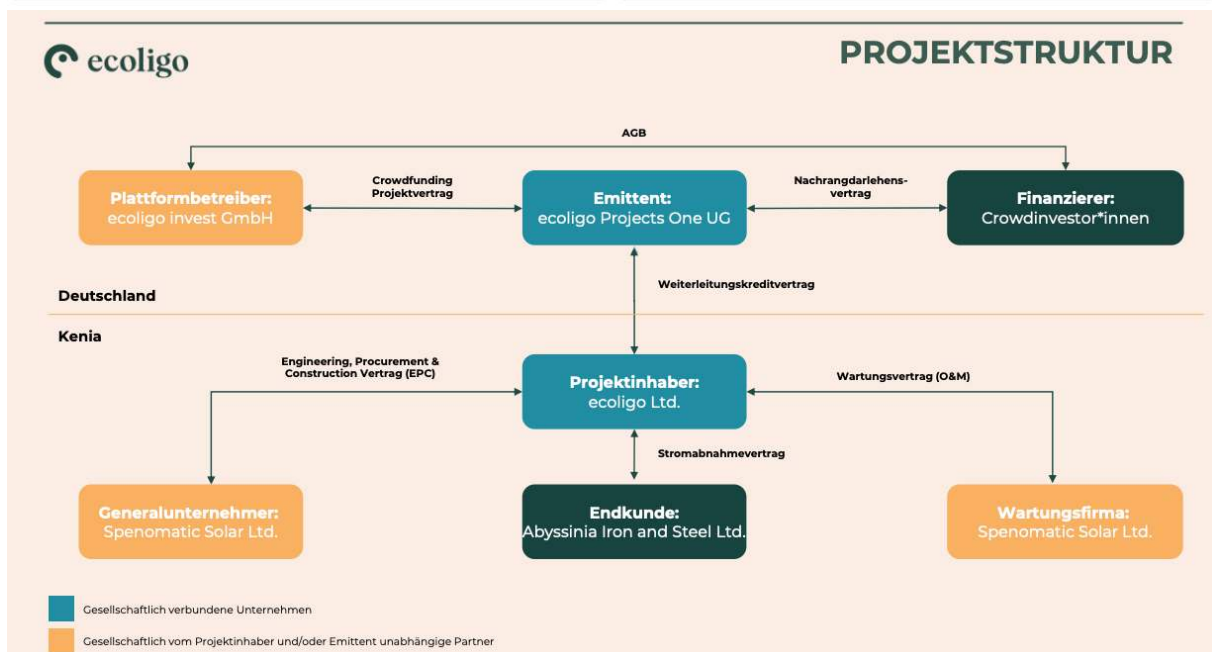 ecoligo
PROJEKTSTRUKTUR
AGB
Plattformbetreiber:
ecoligo invest GmbH
Crowdfunding
Projektvertrag
Emittent:
ecoligo Projects One UG
Nachrangdarlehens-
vertrag
Finanzierer:
Crowdinvestor*innen
Weiterleitungskreditvertrag
Deutschland
Kenia
Engineering, Procurement &
Construction Vertrag (EPC)
Projektinhaber:
ecoligo Ltd.
Wartungsvertrag (O&M)
Stromabnahmevertrag
Generalunternehmer:
Spenomatic Solar Ltd.
Endkunde:
Abyssinia Iron and Steel Ltd.
Wartungsfirma:
Spenomatic Solar Ltd.
Gesellschaftlich verbundene Unternehmen
Gesellschaftlich vom Projektinhaber und/oder Emittent unabhängige Partner